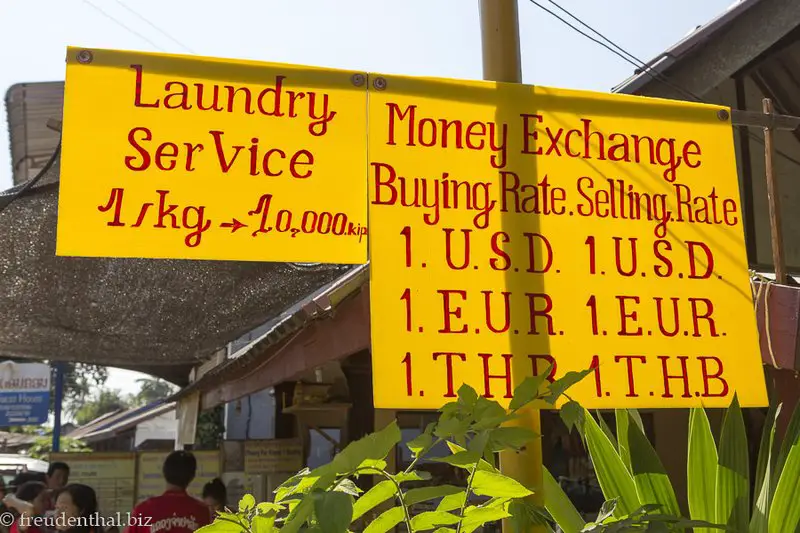 Laundry
SerVice
1/kg → 10,000.kip
Money Exchange
Buying.Rate.Selling.Rate
1. U.S.D. 1.U.S.D.
1.E.U.R. 1.E.U.R.
1.T.H.B 1.T.H.B
© freudenthal.biz